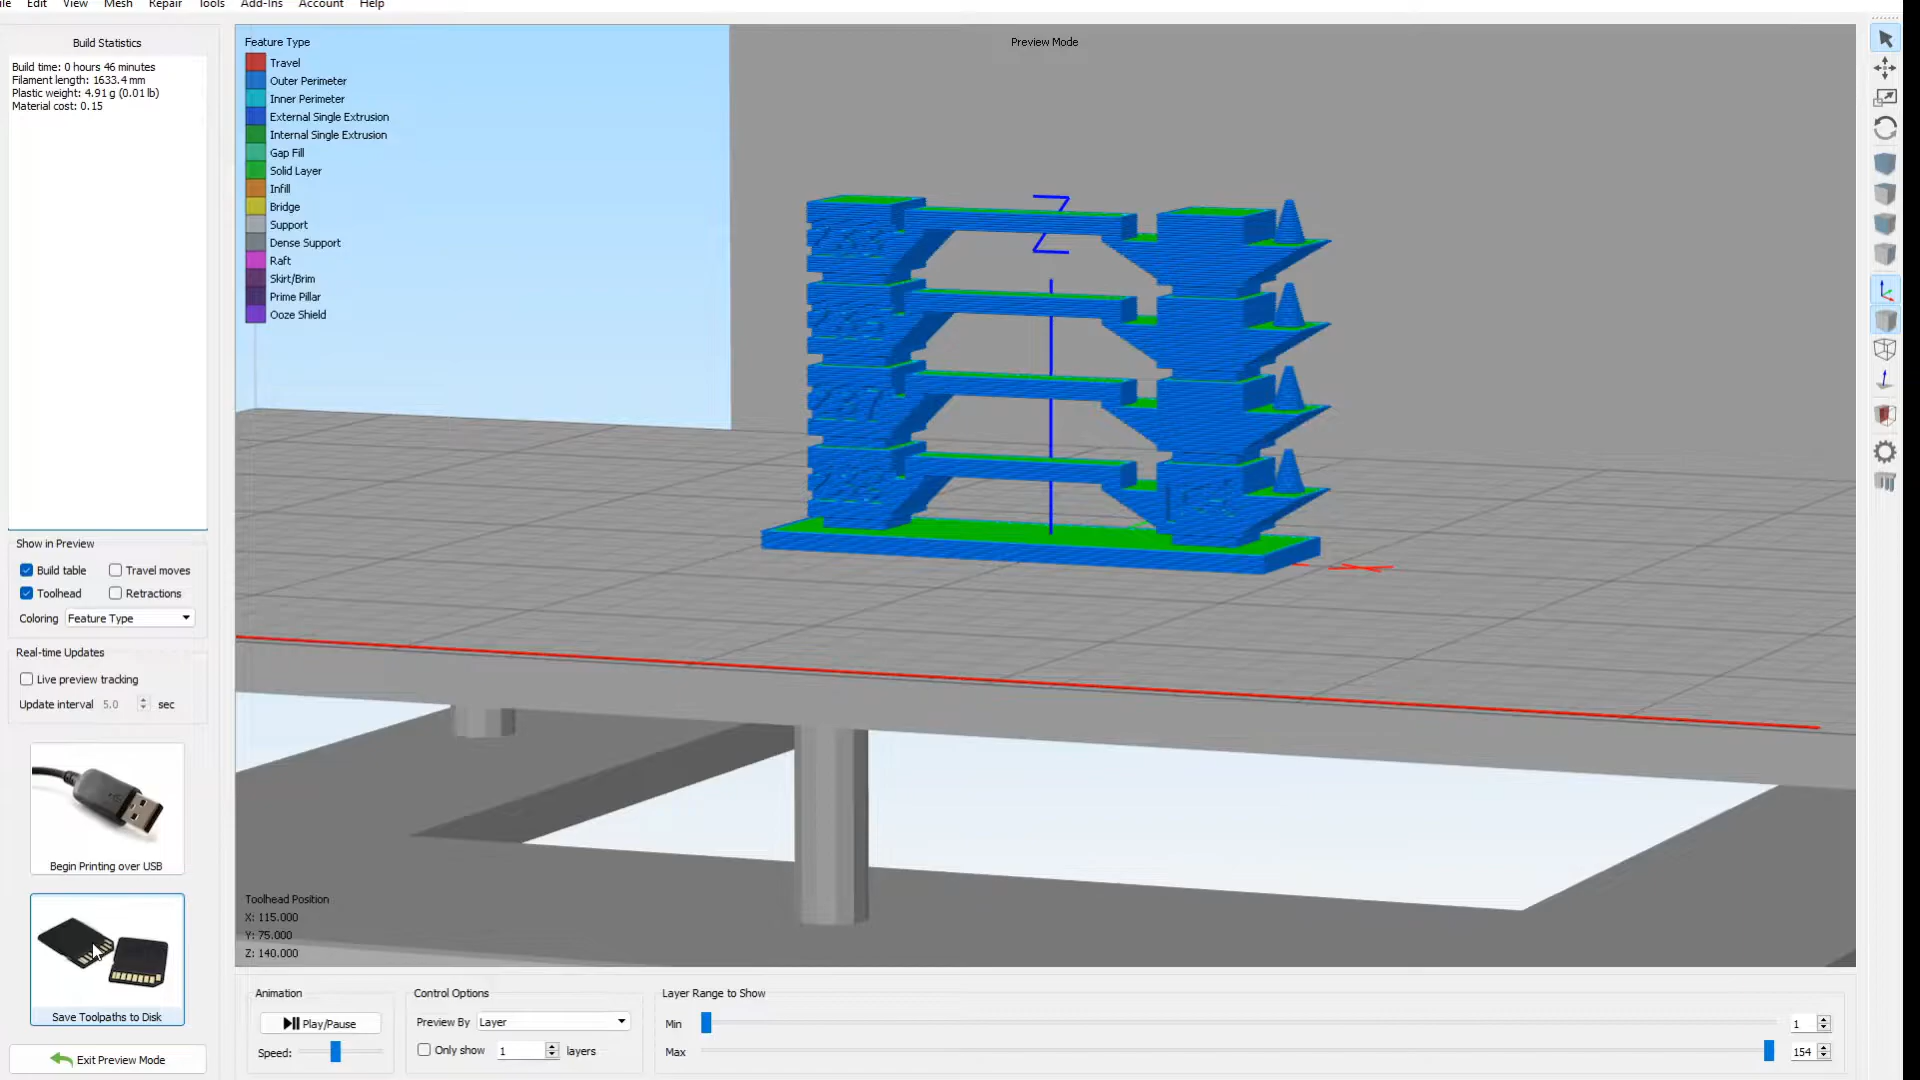 ile Edit View Mesh Repair Tools Add-Ins Account Help
Build Statistics
Build time: 0 hours 46 minutes
Filament length: 1633.4 mm
Plastic weight: 4.91 g (0.01 lb)
Material cost: 0.15
Show in Preview
Build table
Travel moves
Toolhead
Retractions
Coloring Feature Type
Real-time Updates
Live preview tracking
Update interval 5.0 sec
Begin Printing over USB
Save Toolpaths to Disk
Exit Preview Mode
Feature Type
Travel
Outer Perimeter
Inner Perimeter
External Single Extrusion
Internal Single Extrusion
Gap Fill
Solid Layer
Infill
Bridge
Support
Dense Support
Raft
Skirt/Brim
Prime Pillar
Ooze Shield
Preview Mode
Z
Toolhead Position
X: 115.000
Y: 75.000
Z: 140.000
Animation
Play/Pause
Speed:
Control Options
Preview By Layer
Only show 1 layers
Layer Range to Show
Min 1
Max 154